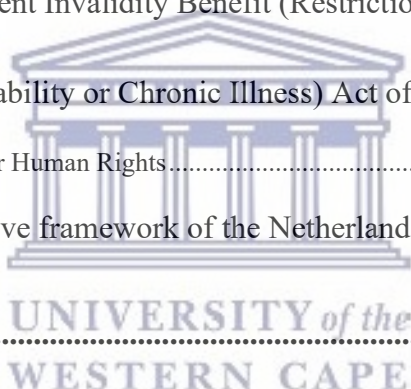 ent Invalidity Benefit (Restriction
ability or Chronic Illness) Act of
r Human Rights........................................
ve framework of the Netherland
UNIVERSITY of the
................................................
WESTERN CAPE